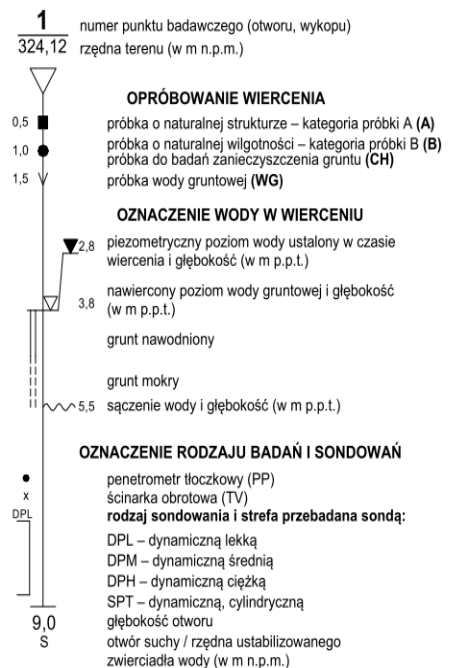 1 numer punktu badawczego (otworu, wykopu)
324,12 rzędna terenu (w m n.p.m.)
OPRÓBOWANIE WIERCENIA
0,5 próbka o naturalnej strukturze – kategoria próbki A (A)
1,0 próbka o naturalnej wilgotności – kategoria próbki B (B)
próbka do badań zanieczyszczenia gruntu (CH)
1,5 próbka wody gruntowej (WG)
OZNACZENIE WODY W WIERCENIU
2,8 piezometryczny poziom wody ustalony w czasie
wiercenia i głębokość (w m p.p.t.)
nawiercony poziom wody gruntowej i głębokość
3,8 (w m p.p.t.)
grunt nawodniony
grunt mokry
5,5 sączenie wody i głębokość (w m p.p.t.)
OZNACZENIE RODZAJU BADAŃ I SONDOWAŃ
penetrometr tłoczkowy (PP)
x ścinarka obrotowa (TV)
DPL rodzaj sondowania i strefa przebadana sondą:
DPL – dynamiczną lekką
DPM – dynamiczną średnią
DPH – dynamiczną ciężką
SPT – dynamiczną, cylindryczną
9,0 głębokość otworu
S otwór suchy / rzędna ustabilizowanego
zwierciadła wody (w m n.p.m.)